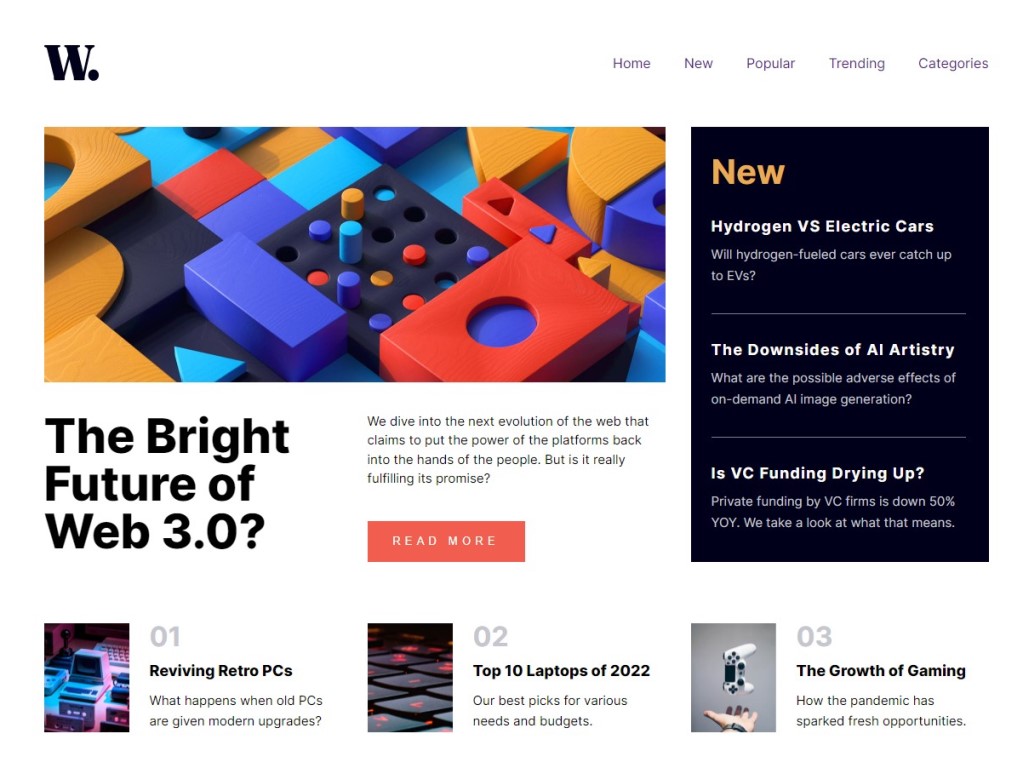 W.
Home New Popular Trending Categories
The Bright
Future of
Web 3.0?
We dive into the next evolution of the web that
claims to put the power of the platforms back
into the hands of the people. But is it really
fulfilling its promise?
READ MORE
New
Hydrogen VS Electric Cars
Will hydrogen-fueled cars ever catch up
to EVs?
The Downsides of AI Artistry
What are the possible adverse effects of
on-demand AI image generation?
Is VC Funding Drying Up?
Private funding by VC firms is down 50%
YOY. We take a look at what that means.
01
Reviving Retro PCs
What happens when old PCs
are given modern upgrades?
02
Top 10 Laptops of 2022
Our best picks for various
needs and budgets.
03
The Growth of Gaming
How the pandemic has
sparked fresh opportunities.